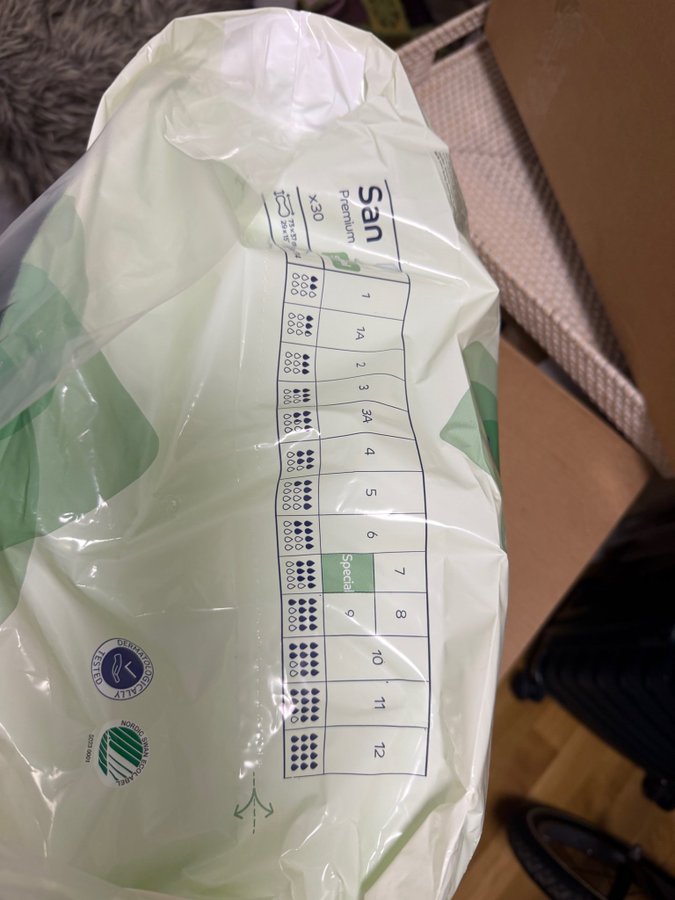 San
Premium
x30
1
1A
2
3
3A
4
5
6
7
Special
8
9
10
11
12
DERMATOLOGICALLY
TESTED
NORDIC SWAN ECOLABEL